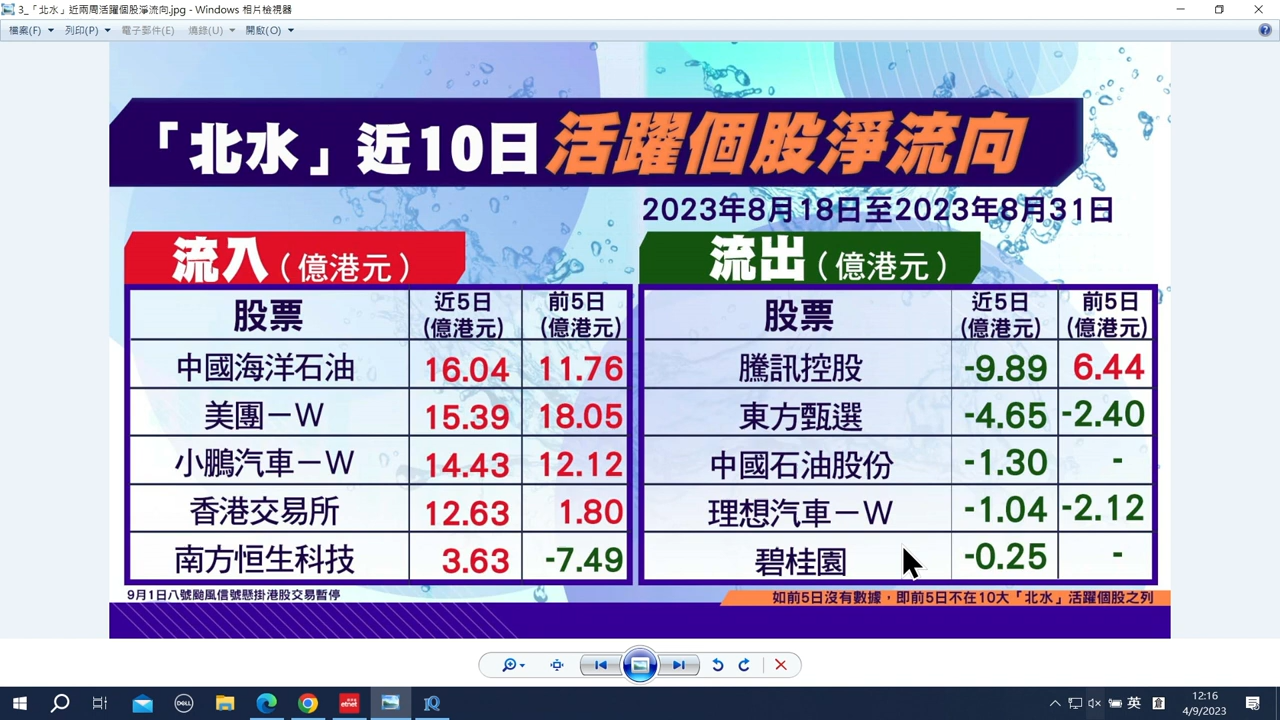 3_「北水」近兩周活躍個股淨流向.jpg - Windows 相片檢視器
檔案(F) 列印(P) 電子郵件(E) 燒錄(U) 開啟(O)
「北水」近10日活躍個股淨流向
2023年8月18日至2023年8月31日
流入（億港元）
股票 近5日(億港元) 前5日(億港元)
中國海洋石油 16.04 11.76
美團－W 15.39 18.05
小鵬汽車－W 14.43 12.12
香港交易所 12.63 1.80
南方恒生科技 3.63 -7.49
9月1日八號颱風信號懸掛港股交易暫停
流出（億港元）
股票 近5日(億港元) 前5日(億港元)
騰訊控股 -9.89 6.44
東方甄選 -4.65 -2.40
中國石油股份 -1.30 -
理想汽車－W -1.04 -2.12
碧桂園 -0.25 -
如前5日沒有數據，即前5日不在10大「北水」活躍個股之列
DELL
etnet
IQ
英
12:16
4/9/2023